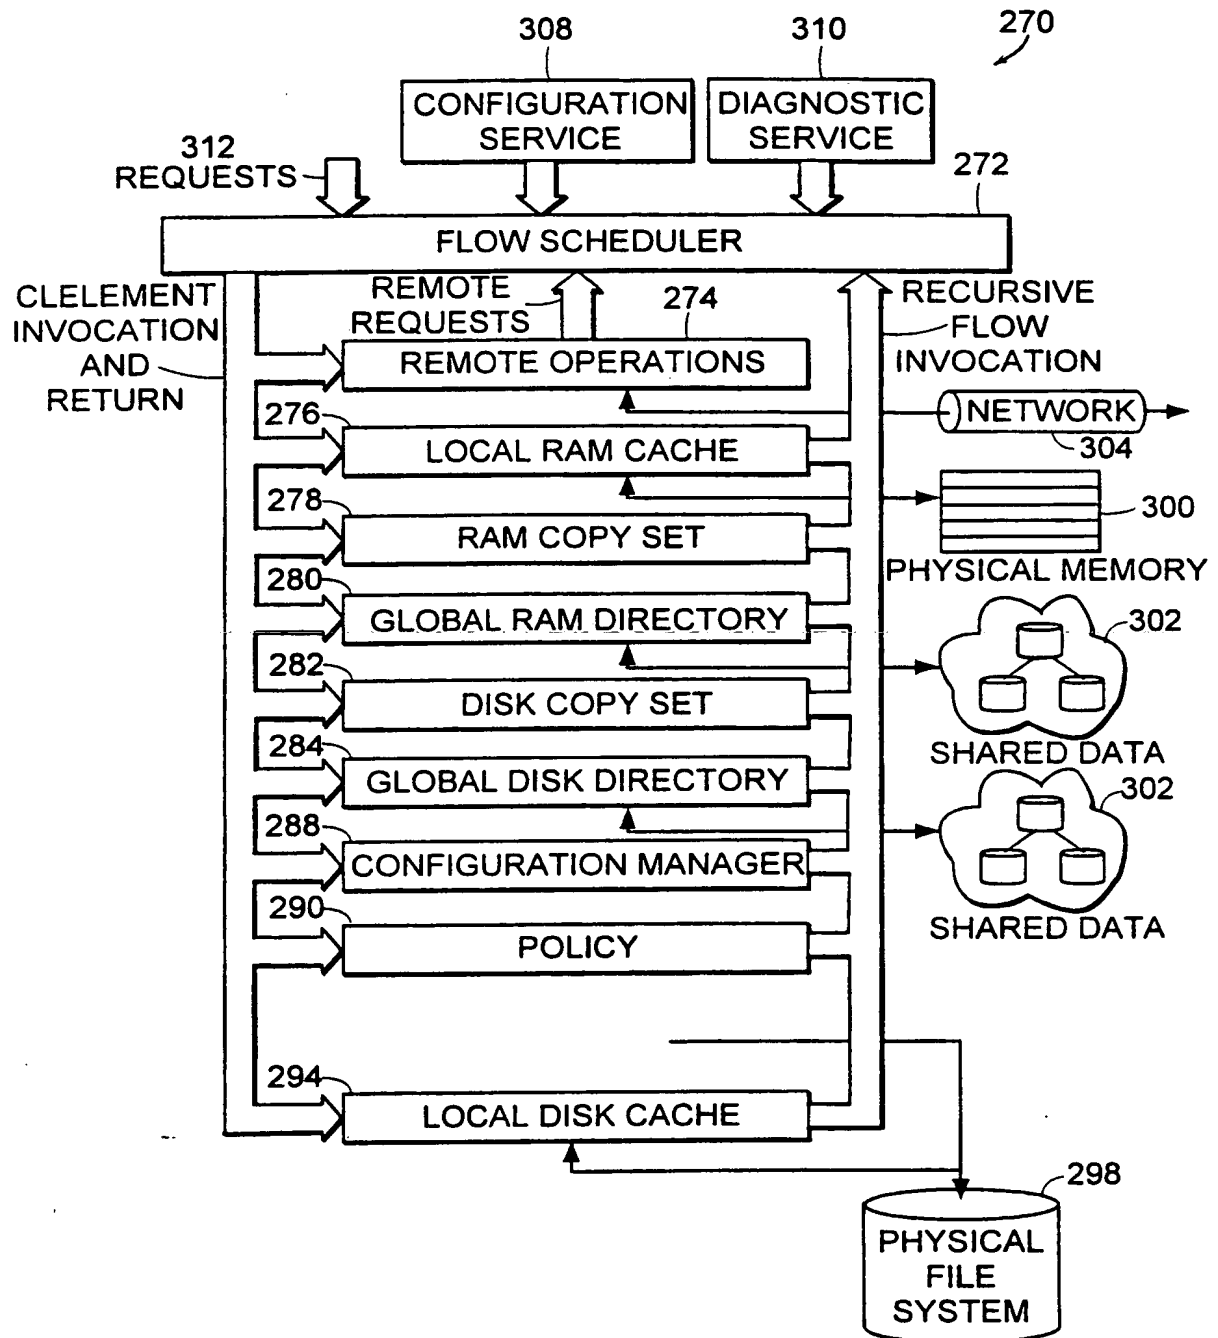 308
310
270
CONFIGURATION
SERVICE
DIAGNOSTIC
SERVICE
312
REQUESTS
272
FLOW SCHEDULER
CLELEMENT
INVOCATION
AND
RETURN
REMOTE
REQUESTS
274
RECURSIVE
FLOW
INVOCATION
REMOTE OPERATIONS
276
NETWORK
304
LOCAL RAM CACHE
278
300
RAM COPY SET
PHYSICAL MEMORY
280
GLOBAL RAM DIRECTORY
302
282
DISK COPY SET
SHARED DATA
284
GLOBAL DISK DIRECTORY
302
288
CONFIGURATION MANAGER
290
SHARED DATA
POLICY
294
LOCAL DISK CACHE
298
PHYSICAL
FILE
SYSTEM